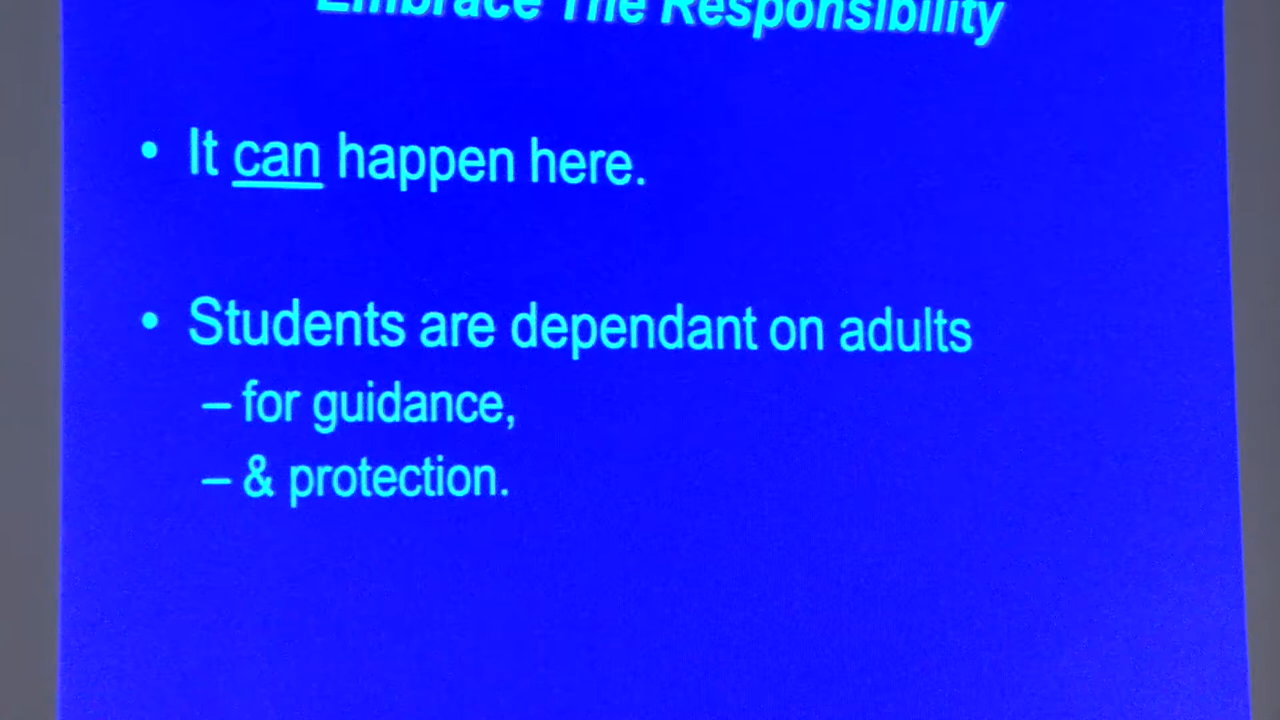 Embrace The Responsibility
• It can happen here.
• Students are dependant on adults
– for guidance,
– & protection.